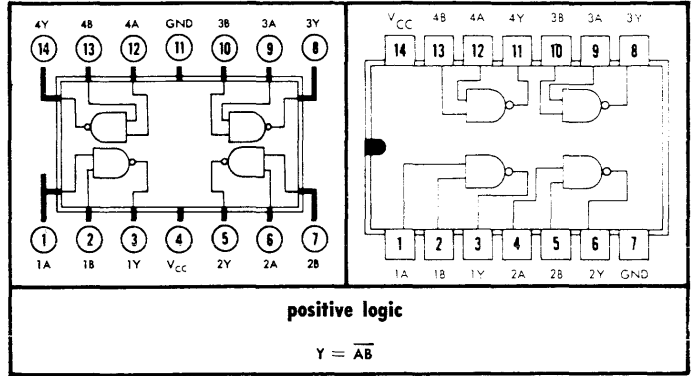 4Y 4B 4A GND 3B 3A 3Y
14 13 12 11 10 9 8
1 2 3 4 5 6 7
1A 1B 1Y VCC 2Y 2A 2B
VCC 4B 4A 4Y 3B 3A 3Y
14 13 12 11 10 9 8
1 2 3 4 5 6 7
1A 1B 1Y 2A 2B 2Y GND
positive logic
Y = A̅B̅